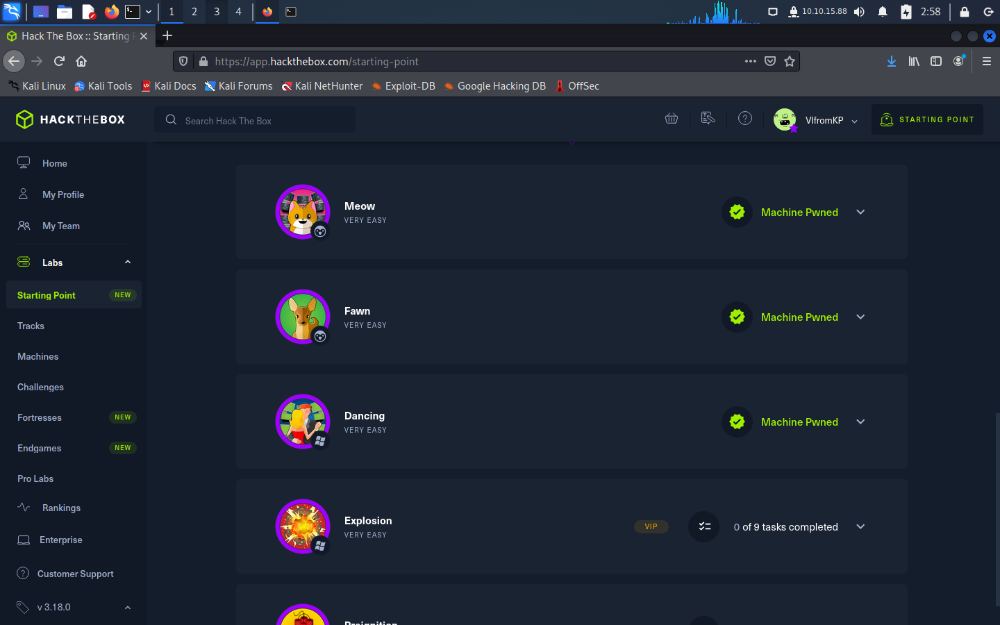 1 2 3 4 10.10.15.88 2:58
Hack The Box :: Starting P
https://app.hackthebox.com/starting-point
Kali Linux Kali Tools Kali Docs Kali Forums Kali NetHunter Exploit-DB Google Hacking DB OffSec
HACKTHEBOX Search Hack The Box VIfromKP STARTING POINT
Home
My Profile
My Team
Labs
Starting Point NEW
Tracks
Machines
Challenges
Fortresses NEW
Endgames NEW
Pro Labs
Rankings
Enterprise
Customer Support
v 3.18.0
Meow
VERY EASY
Machine Pwned
Fawn
VERY EASY
Machine Pwned
Dancing
VERY EASY
Machine Pwned
Explosion
VERY EASY
VIP
0 of 9 tasks completed